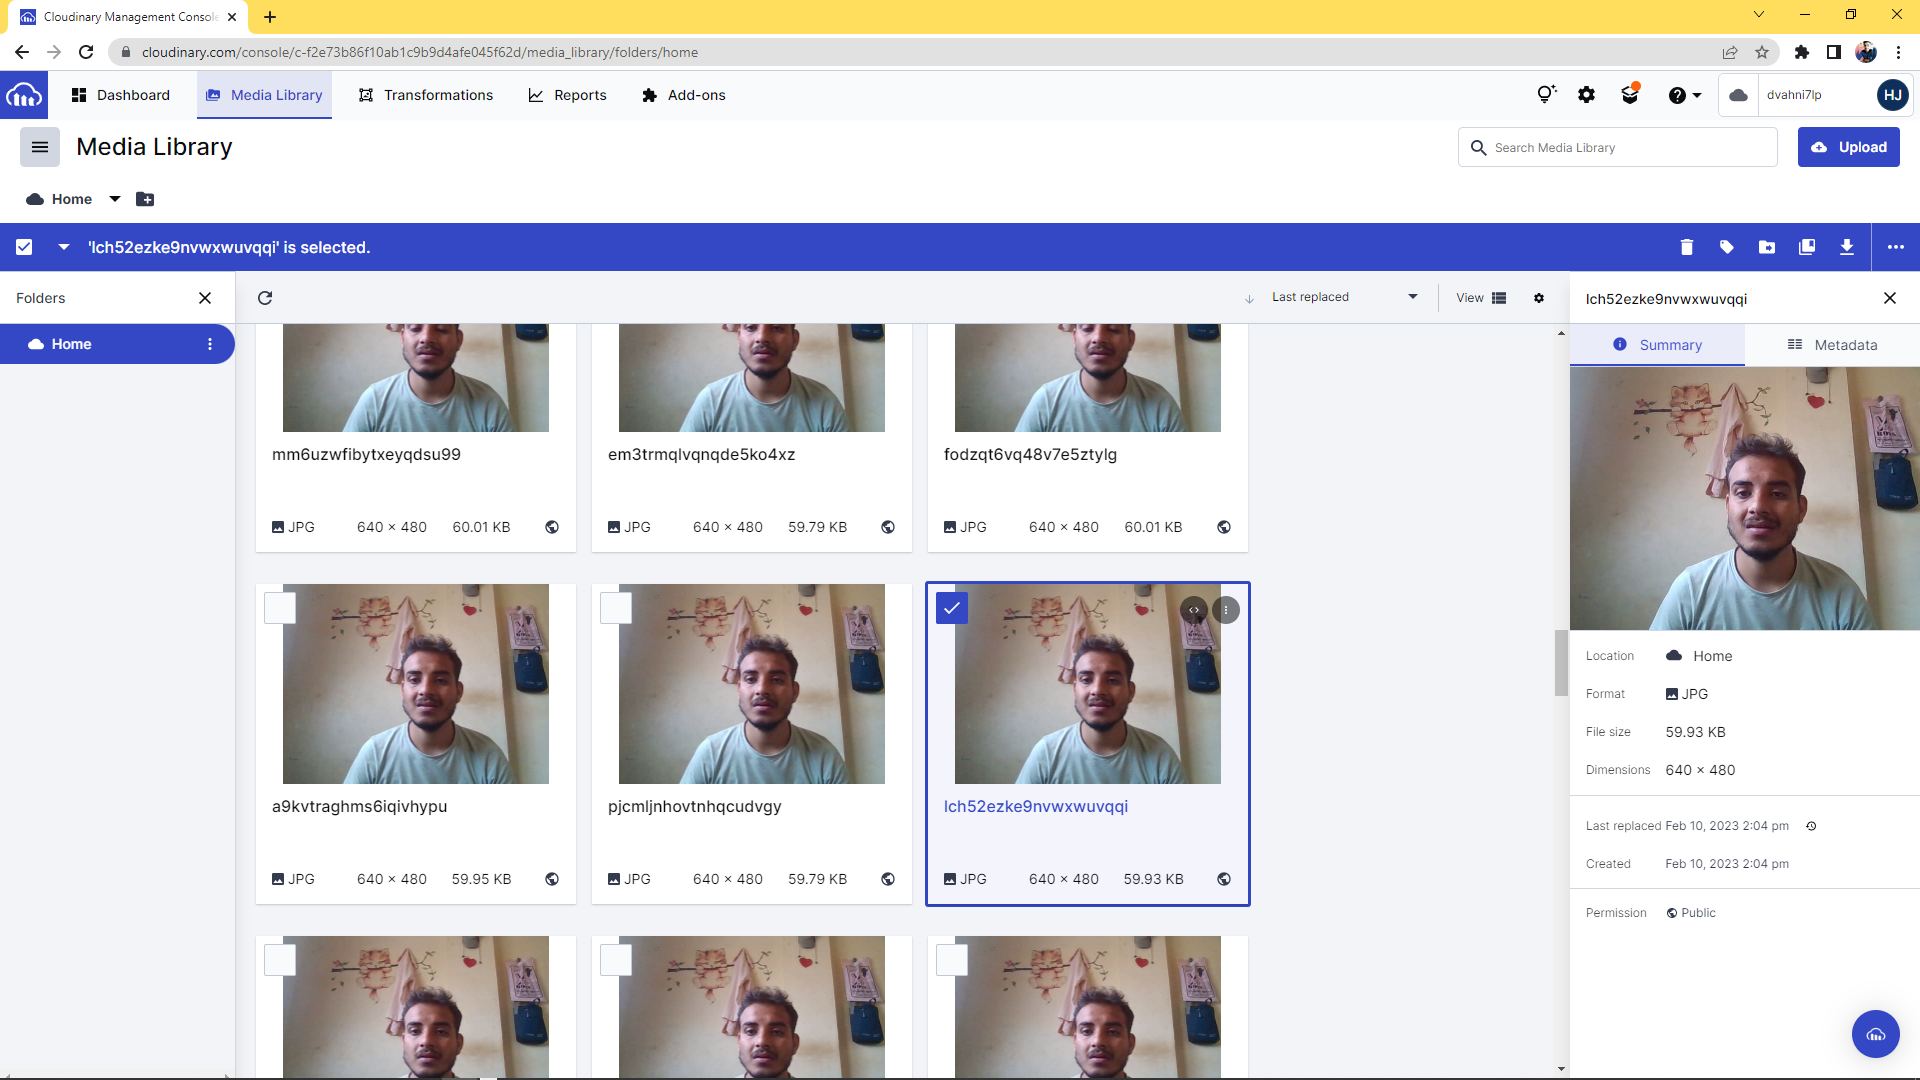 Cloudinary Management Console
cloudinary.com/console/c-f2e73b86f10ab1c9b9d4afe045f62d/media_library/folders/home
Dashboard
Media Library
Transformations
Reports
Add-ons
dvahni7lp
HJ
Media Library
Search Media Library
Upload
Home
'lch52ezke9nvwxwuvqqi' is selected.
Folders
Last replaced
View
lch52ezke9nvwxwuvqqi
Home
Summary
Metadata
mm6uzwfibytxeyqdsu99
em3trmqlvqnqde5ko4xz
fodzqt6vq48v7e5ztylg
JPG 640 × 480 60.01 KB
JPG 640 × 480 59.79 KB
JPG 640 × 480 60.01 KB
a9kvtraghms6iqivhypu
pjcmljnhovtnhqcudvgy
lch52ezke9nvwxwuvqqi
JPG 640 × 480 59.95 KB
JPG 640 × 480 59.79 KB
JPG 640 × 480 59.93 KB
Location Home
Format JPG
File size 59.93 KB
Dimensions 640 × 480
Last replaced Feb 10, 2023 2:04 pm
Created Feb 10, 2023 2:04 pm
Permission Public